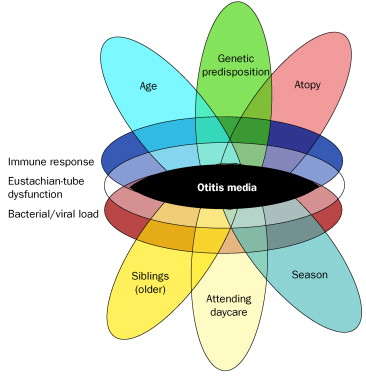 Genetic
predisposition
Age
Atopy
Immune response
Eustachian-tube
dysfunction
Otitis media
Bacterial/viral load
Siblings
(older)
Attending
daycare
Season